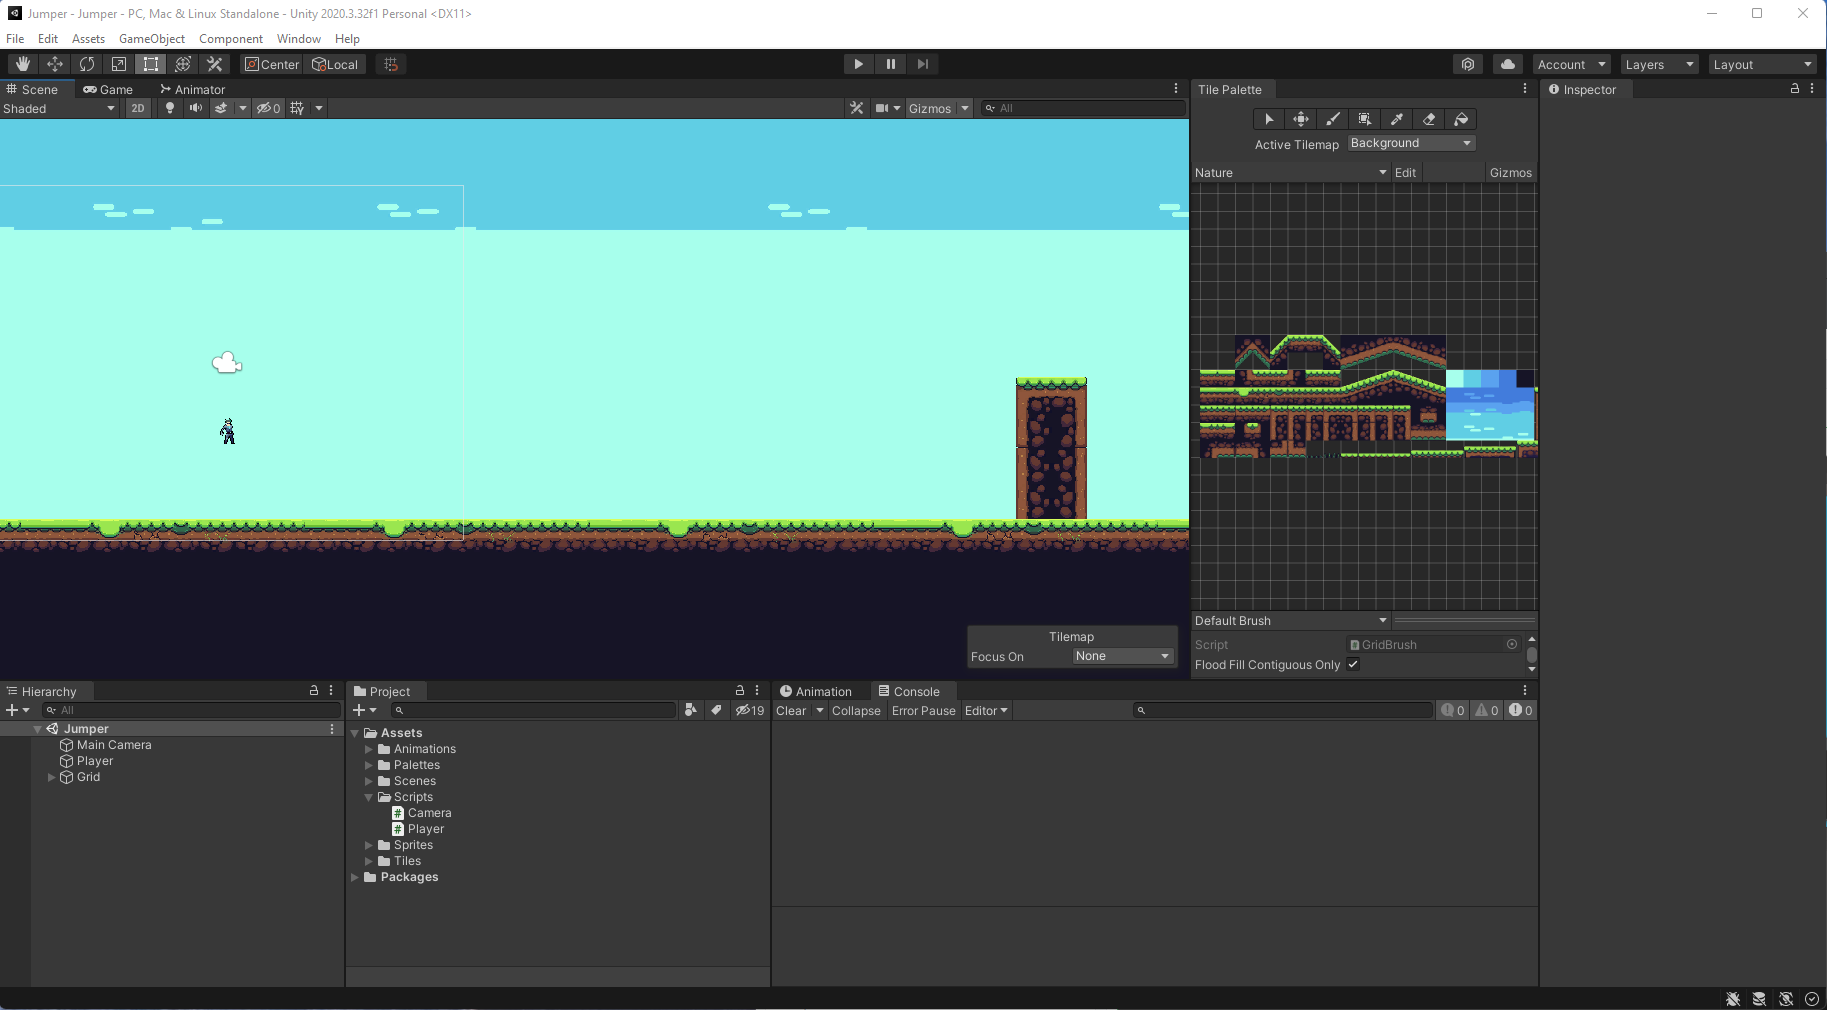 Jumper - Jumper - PC, Mac & Linux Standalone - Unity 2020.3.32f1 Personal <DX11>
File Edit Assets GameObject Component Window Help
Center Local Account Layers Layout
Scene Game Animator
Shaded 2D 0 Gizmos All
Tile Palette
Active Tilemap Background
Nature Edit Gizmos
Inspector
Tilemap
Focus On None
Default Brush
Script GridBrush
Flood Fill Contiguous Only
Hierarchy
All
Jumper
Main Camera
Player
Grid
Project
19
Assets
Animations
Palettes
Scenes
Scripts
Camera
Player
Sprites
Tiles
Packages
Animation Console
Clear Collapse Error Pause Editor 0 0 0